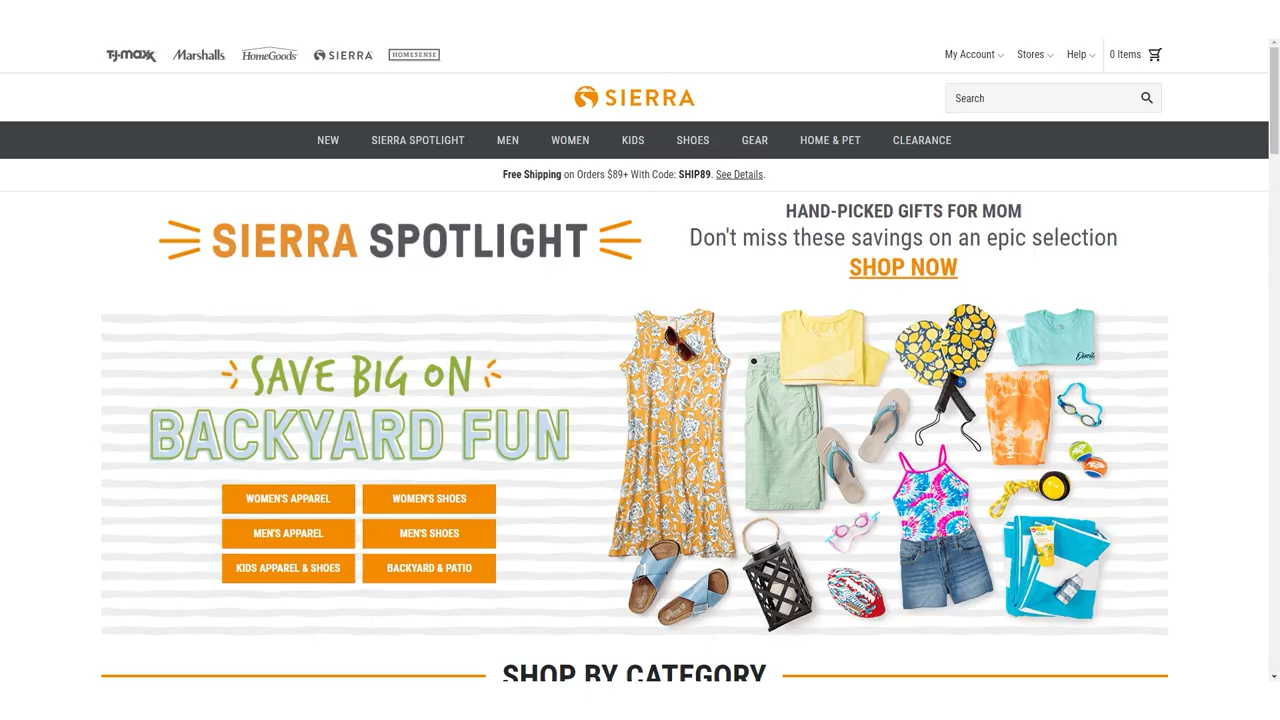 T·J·maxx Marshalls HomeGoods SIERRA HOMESENSE
My Account Stores Help 0 Items
SIERRA
Search
NEW SIERRA SPOTLIGHT MEN WOMEN KIDS SHOES GEAR HOME & PET CLEARANCE
Free Shipping on Orders $89+ With Code: SHIP89. See Details.
SIERRA SPOTLIGHT
HAND-PICKED GIFTS FOR MOM
Don't miss these savings on an epic selection
SHOP NOW
SAVE BIG ON
BACKYARD FUN
WOMEN'S APPAREL WOMEN'S SHOES
MEN'S APPAREL MEN'S SHOES
KIDS APPAREL & SHOES BACKYARD & PATIO
SHOP BY CATEGORY